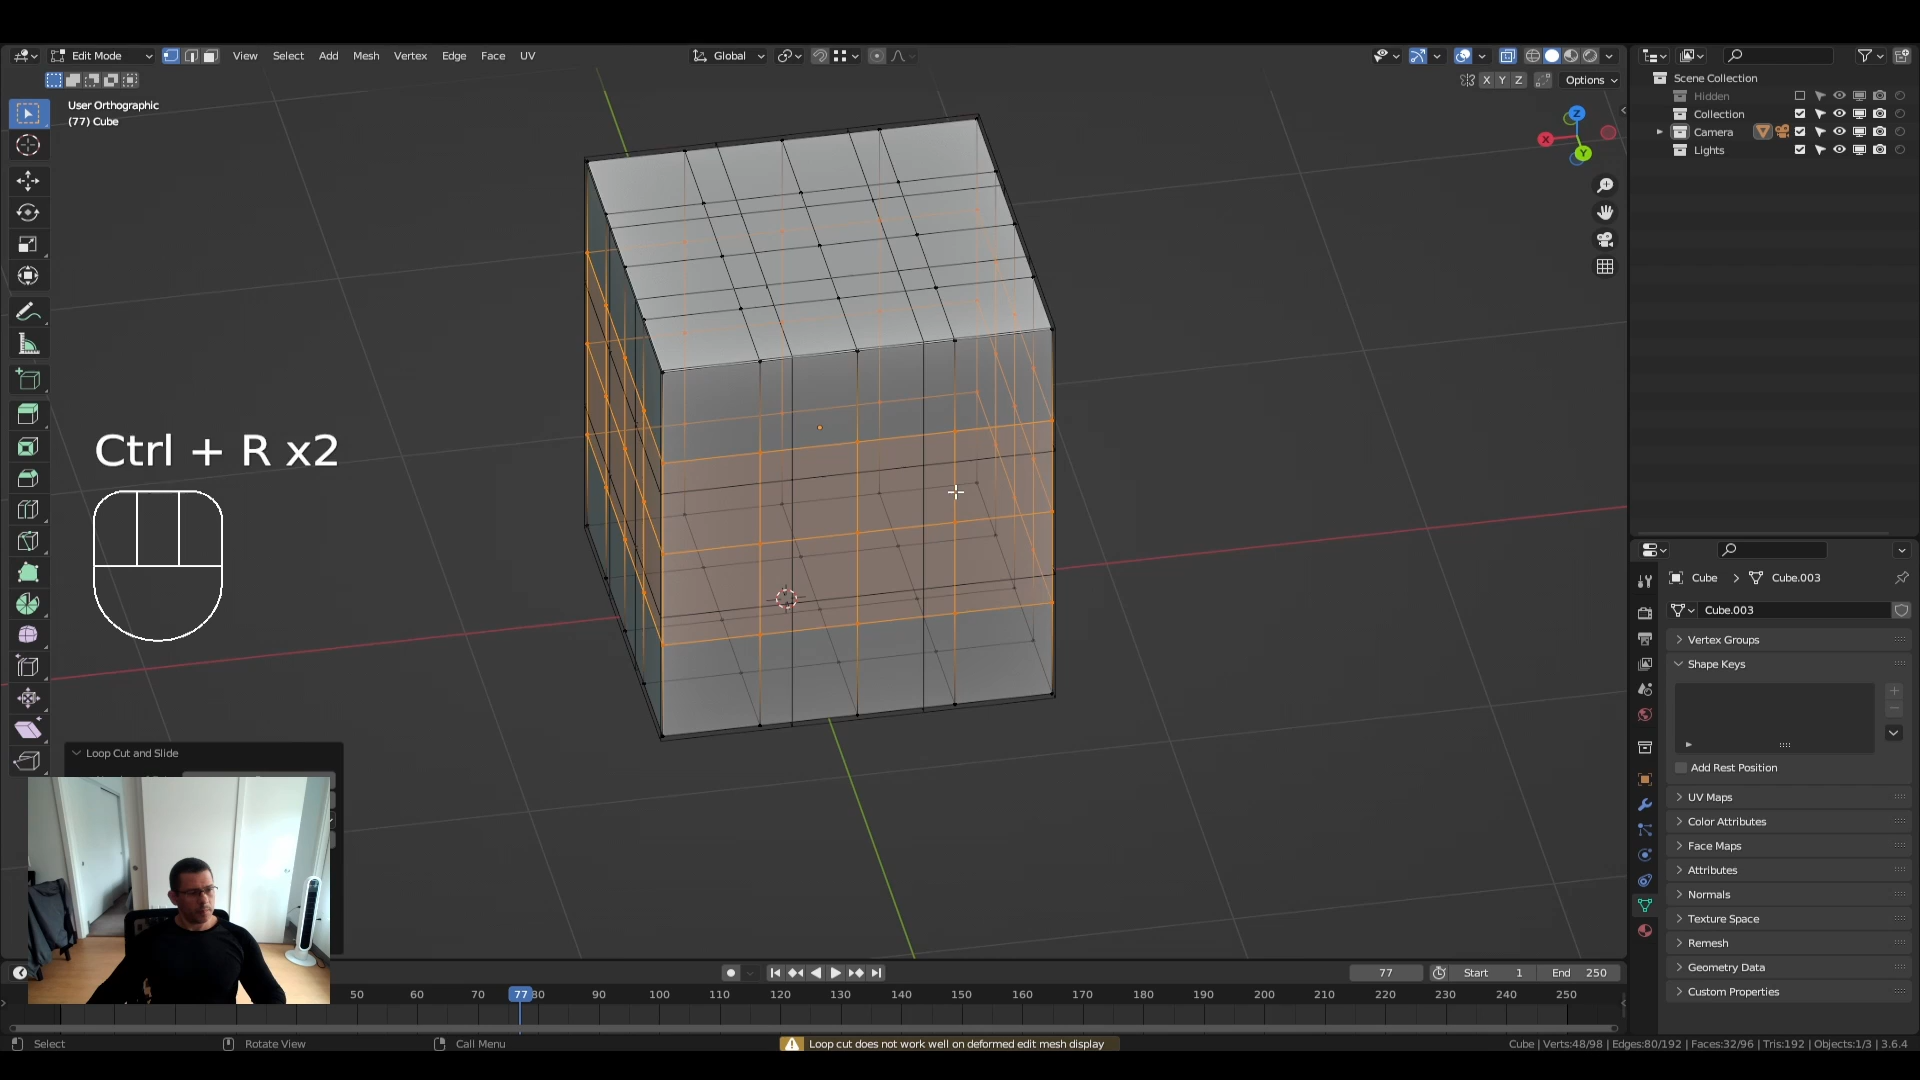 Edit Mode
View
Select
Add
Mesh
Vertex
Edge
Face
UV
Global
X Y Z
Options
User Orthographic
(77) Cube
Z
X
Y
Ctrl + R x2
Loop Cut and Slide
Scene Collection
Hidden
Collection
Camera
Lights
Cube
Cube.003
Cube.003
Vertex Groups
Shape Keys
Add Rest Position
UV Maps
Color Attributes
Face Maps
Attributes
Normals
Texture Space
Remesh
Geometry Data
Custom Properties
77
Start 1
End 250
50 60 70 77 80 90 100 110 120 130 140 150 160 170 180 190 200 210 220 230 240 250
Select
Rotate View
Call Menu
Loop cut does not work well on deformed edit mesh display
Cube | Verts:48/98 | Edges:80/192 | Faces:32/96 | Tris:192 | Objects:1/3 | 3.6.4